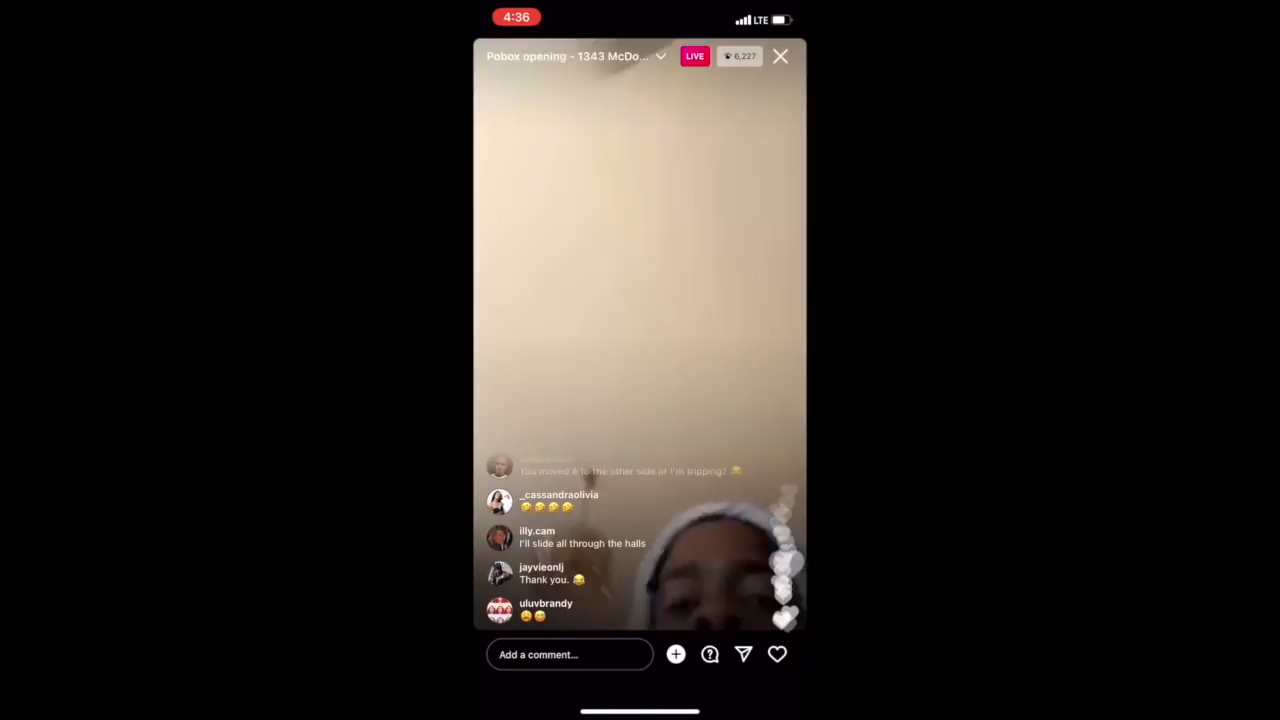 4:36
LTE
Pobox opening - 1343 McDo...
LIVE
6,227
You moved it to the other side or I'm tripping? 😂
_cassandraolivia
🤣🤣🤣🤣
illy.cam
I'll slide all through the halls
jayvieonlj
Thank you. 😂
uluvbrandy
😩😅
Add a comment...